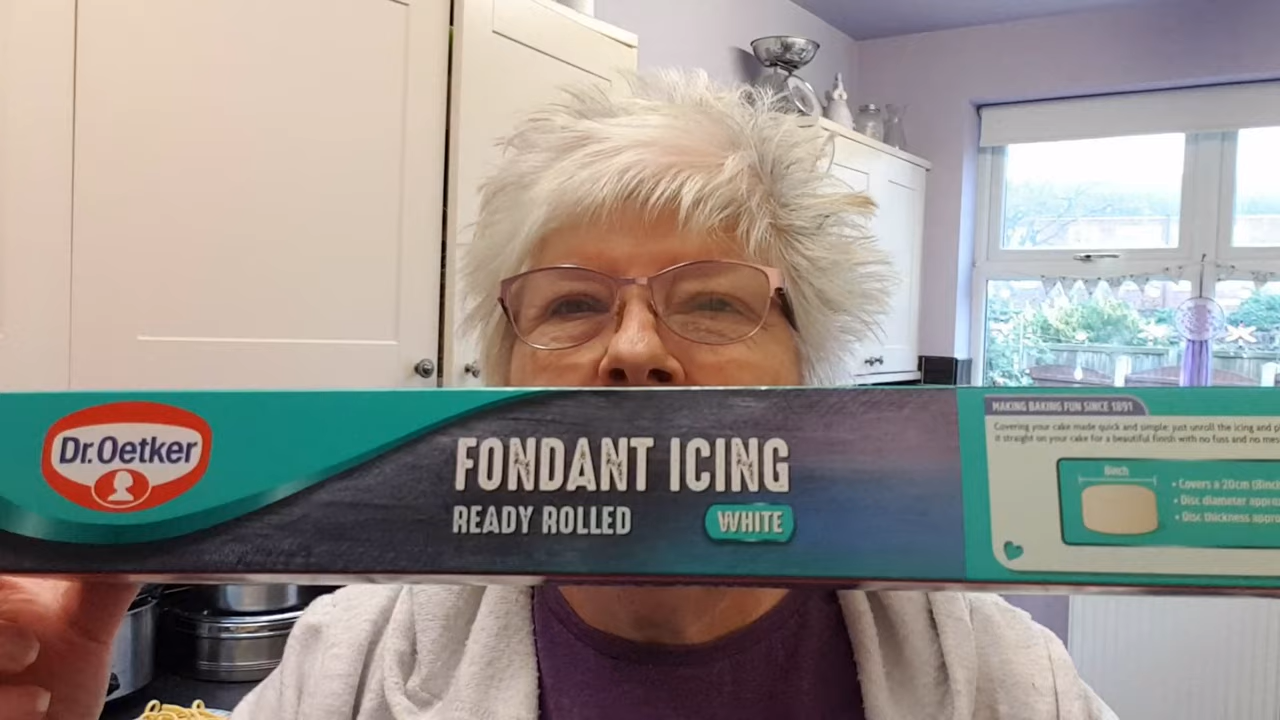 Dr.Oetker
FONDANT ICING
READY ROLLED
WHITE
MAKING BAKING FUN SINCE 1891
Covering your cake made quick and simple: just unroll the icing and
it straight on your cake for a beautiful finish with no fuss and no
8inch
• Covers a 20cm
• Disc diameter
• Disc thickness